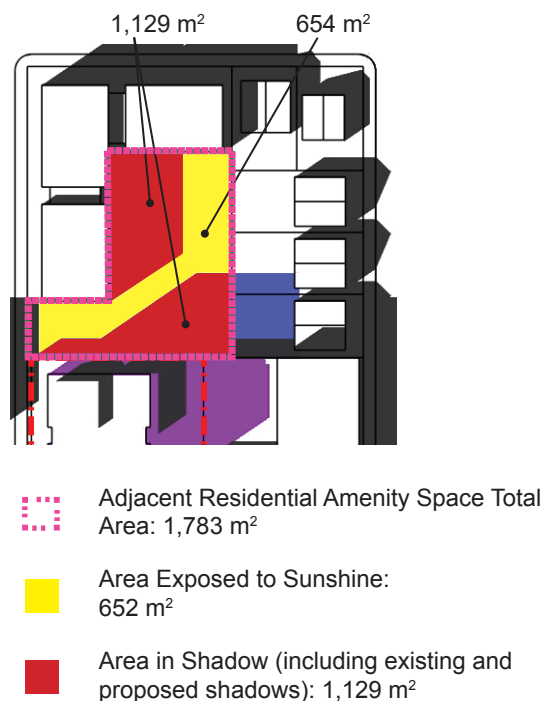 1,129 m² 654 m²
Adjacent Residential Amenity Space Total
Area: 1,783 m²
Area Exposed to Sunshine:
652 m²
Area in Shadow (including existing and
proposed shadows): 1,129 m²